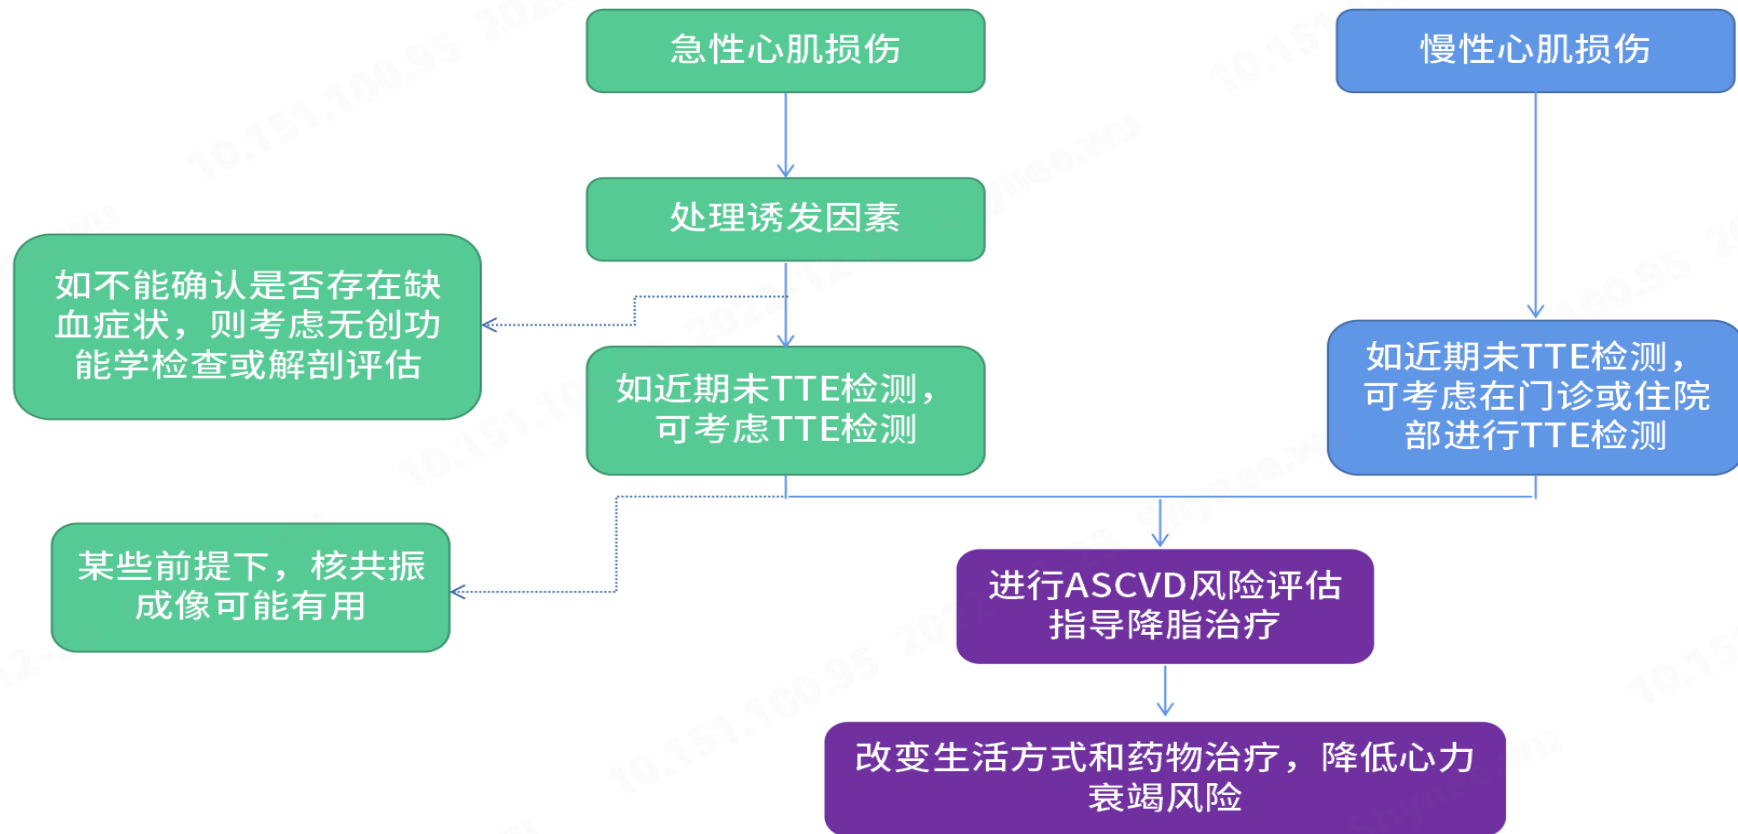 急性心肌损伤
慢性心肌损伤
处理诱发因素
如不能确认是否存在缺
血症状，则考虑无创功
能学检查或解剖评估
如近期未TTE检测，
可考虑TTE检测
如近期未TTE检测，
可考虑在门诊或住院
部进行TTE检测
某些前提下，核共振
成像可能有用
进行ASCVD风险评估
指导降脂治疗
改变生活方式和药物治疗，降低心力
衰竭风险